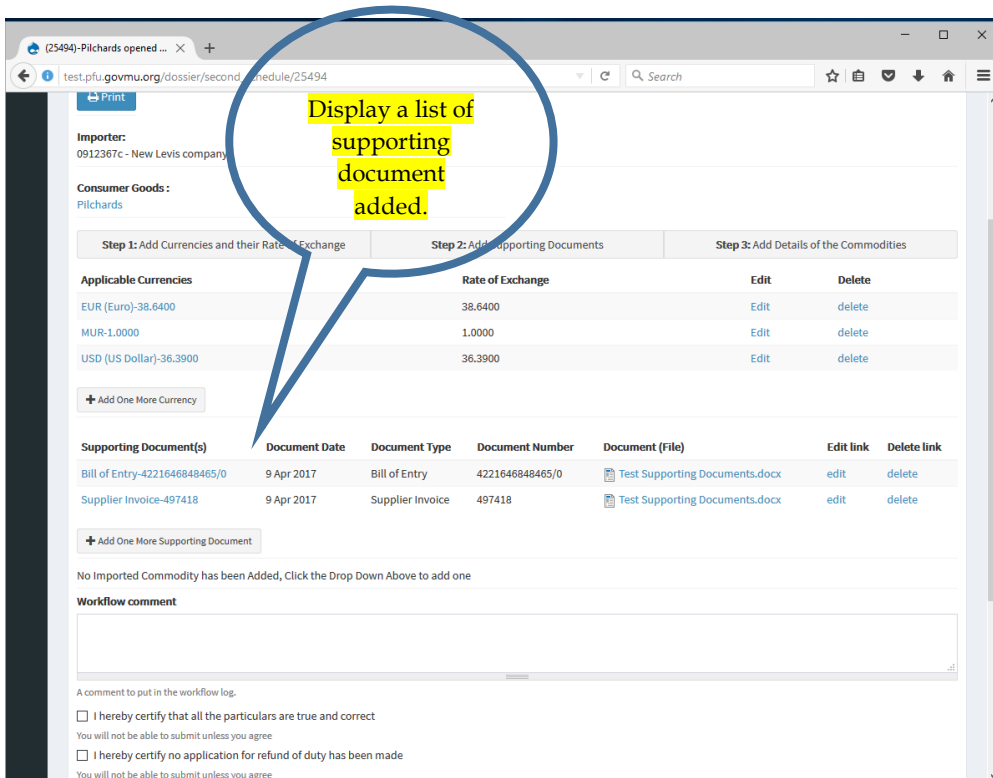 (25494)-Pilchards opened ...
test.pfu.govmu.org/dossier/second_schedule/25494
Search
Print
Display a list of
supporting
document
added.
Importer:
0912367c - New Levis company
Consumer Goods :
Pilchards
Step 1: Add Currencies and their Rate of Exchange Step 2: Add Supporting Documents Step 3: Add Details of the Commodities
Applicable Currencies Rate of Exchange Edit Delete
EUR (Euro)-38.6400 38.6400 Edit delete
MUR-1.0000 1.0000 Edit delete
USD (US Dollar)-36.3900 36.3900 Edit delete
Add One More Currency
Supporting Document(s) Document Date Document Type Document Number Document (File) Edit link Delete link
Bill of Entry-4221646848465/0 9 Apr 2017 Bill of Entry 4221646848465/0 Test Supporting Documents.docx edit delete
Supplier Invoice-497418 9 Apr 2017 Supplier Invoice 497418 Test Supporting Documents.docx edit delete
Add One More Supporting Document
No Imported Commodity has been Added, Click the Drop Down Above to add one
Workflow comment
A comment to put in the workflow log.
I hereby certify that all the particulars are true and correct
You will not be able to submit unless you agree
I hereby certify no application for refund of duty has been made
You will not be able to submit unless you agree